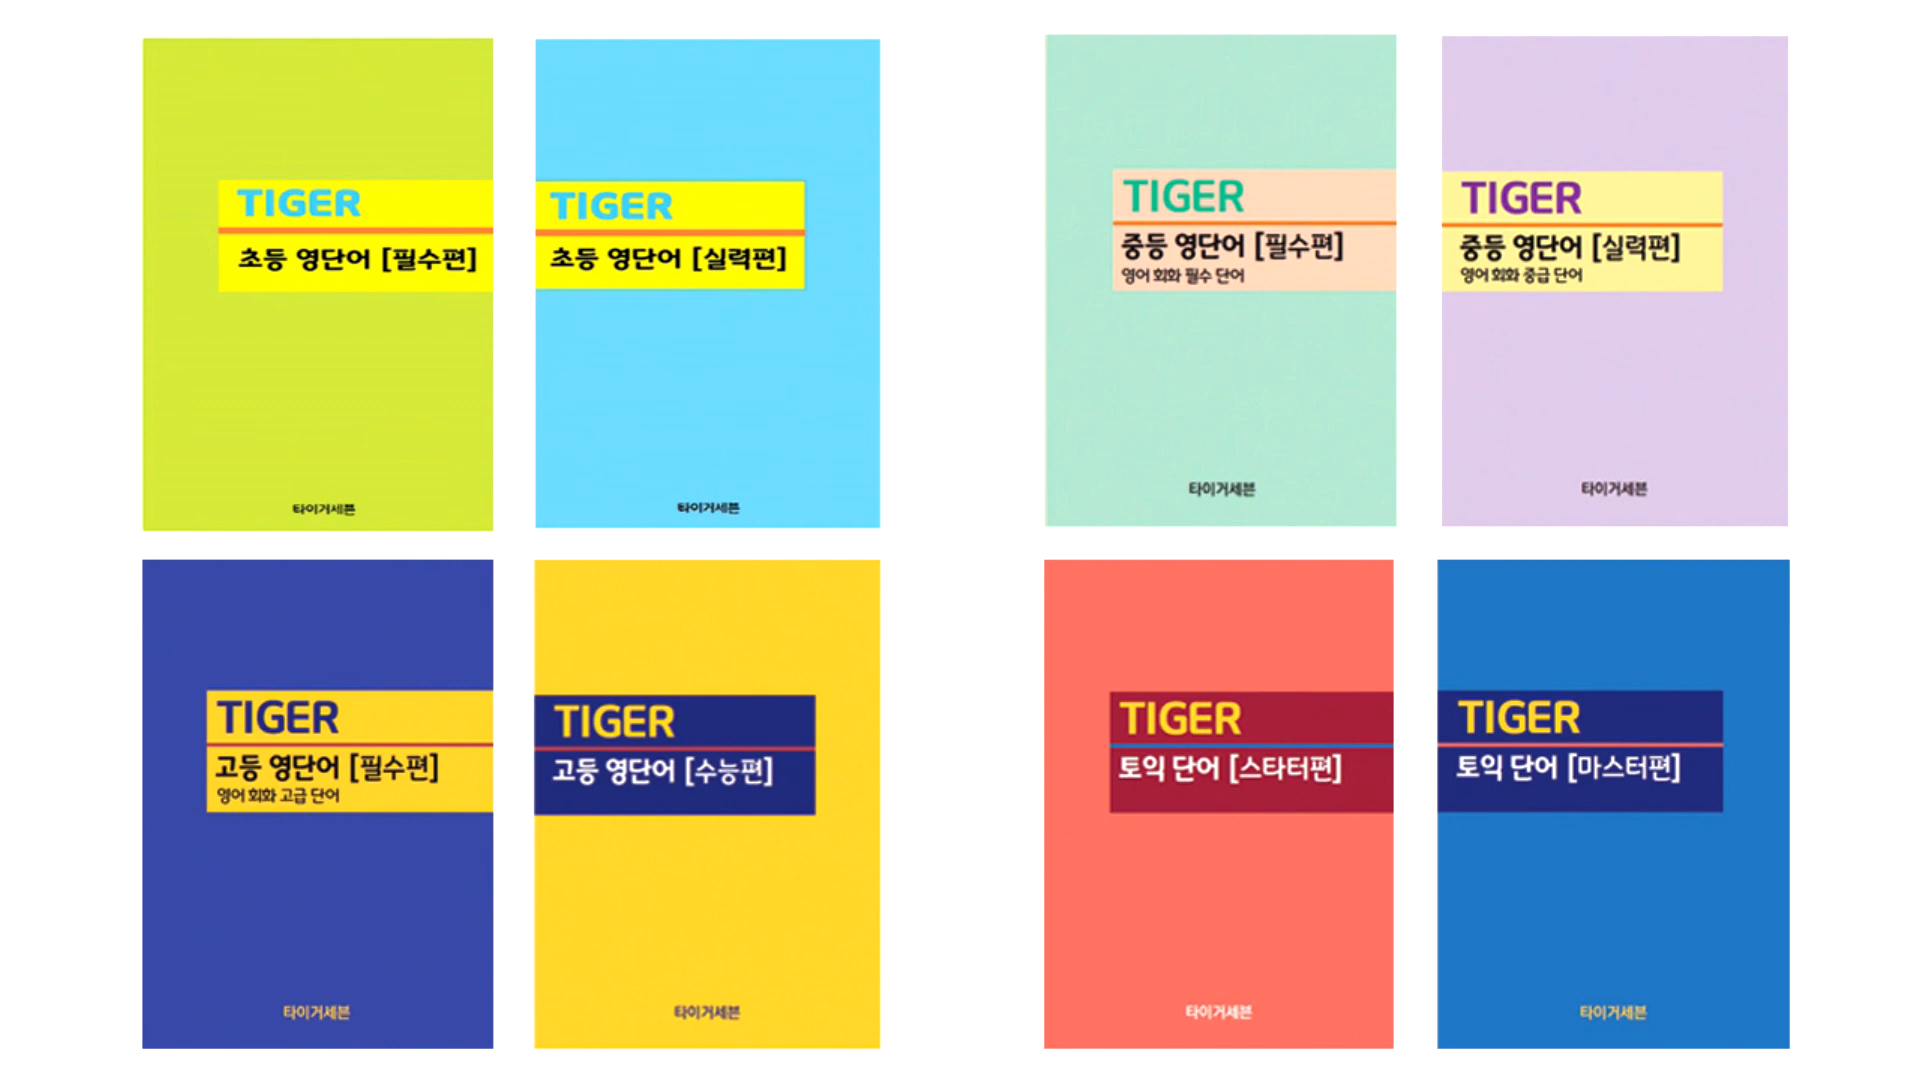 TIGER
초등 영단어 [필수편]
타이거세븐
TIGER
초등 영단어 [실력편]
타이거세븐
TIGER
중등 영단어 [필수편]
영어 회화 필수 단어
타이거세븐
TIGER
중등 영단어 [실력편]
영어 회화 중급 단어
타이거세븐
TIGER
고등 영단어 [필수편]
영어 회화 고급 단어
타이거세븐
TIGER
고등 영단어 [수능편]
타이거세븐
TIGER
토익 단어 [스타터편]
타이거세븐
TIGER
토익 단어 [마스터편]
타이거세븐